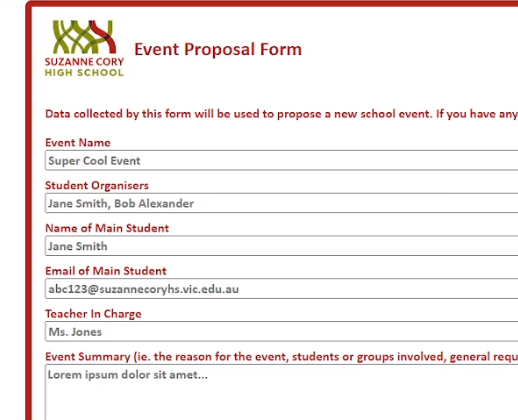 SUZANNE CORY
HIGH SCHOOL
Event Proposal Form
Data collected by this form will be used to propose a new school event. If you have any
Event Name
Super Cool Event
Student Organisers
Jane Smith, Bob Alexander
Name of Main Student
Jane Smith
Email of Main Student
abc123@suzannecoryhs.vic.edu.au
Teacher In Charge
Ms. Jones
Event Summary (ie. the reason for the event, students or groups involved, general requ
Lorem ipsum dolor sit amet...